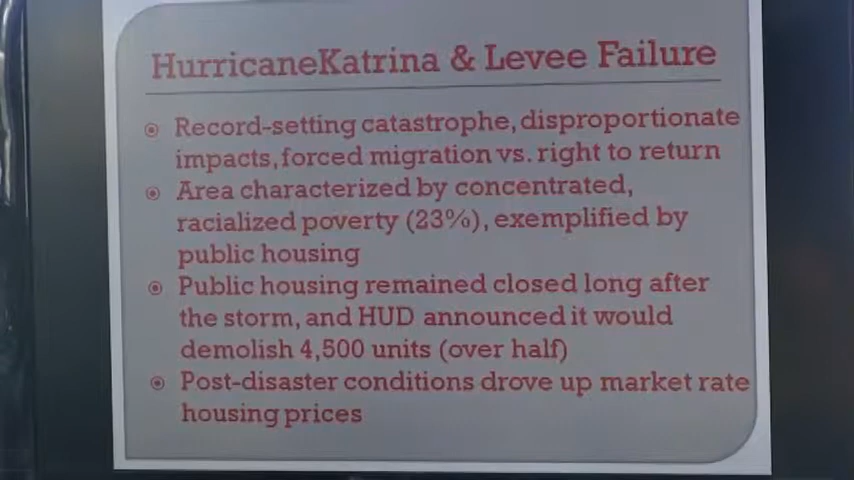 HurricaneKatrina & Levee Failure
Record-setting catastrophe, disproportionate
impacts, forced migration vs. right to return
Area characterized by concentrated,
racialized poverty (23%), exemplified by
public housing
Public housing remained closed long after
the storm, and HUD announced it would
demolish 4,500 units (over half)
Post-disaster conditions drove up market rate
housing prices